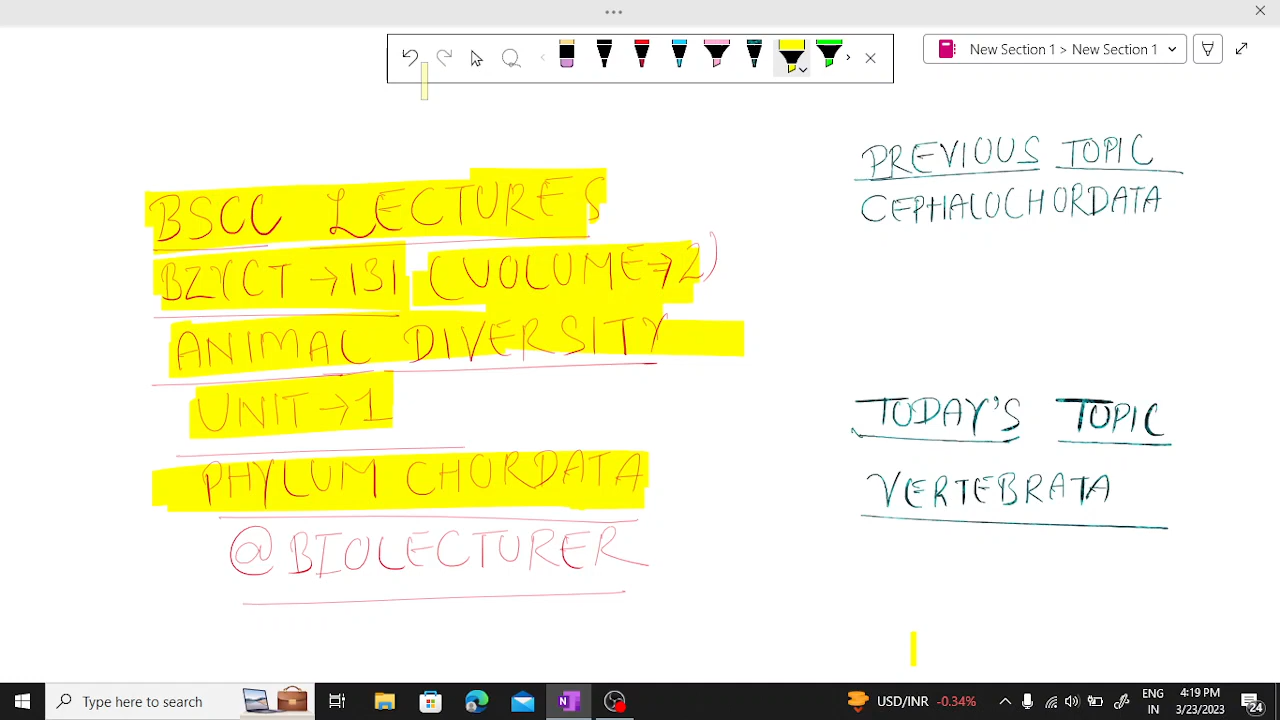 New Section 1 > New Section 1
BSCC LECTURES
BZYCT → 131 (VOLUME → 2)
ANIMAL DIVERSITY
UNIT → 1
PHYLUM CHORDATA
@BIOLECTURER
PREVIOUS TOPIC
CEPHALOCHORDATA
TODAY'S TOPIC
VERTEBRATA
Type here to search
USD/INR -0.34%
ENG
IN
4:19 PM
3/23/2023
24